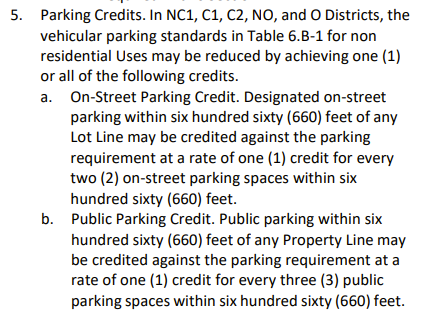 5. Parking Credits. In NC1, C1, C2, NO, and O Districts, the
vehicular parking standards in Table 6.B-1 for non
residential Uses may be reduced by achieving one (1)
or all of the following credits.
a. On-Street Parking Credit. Designated on-street
parking within six hundred sixty (660) feet of any
Lot Line may be credited against the parking
requirement at a rate of one (1) credit for every
two (2) on-street parking spaces within six
hundred sixty (660) feet.
b. Public Parking Credit. Public parking within six
hundred sixty (660) feet of any Property Line may
be credited against the parking requirement at a
rate of one (1) credit for every three (3) public
parking spaces within six hundred sixty (660) feet.